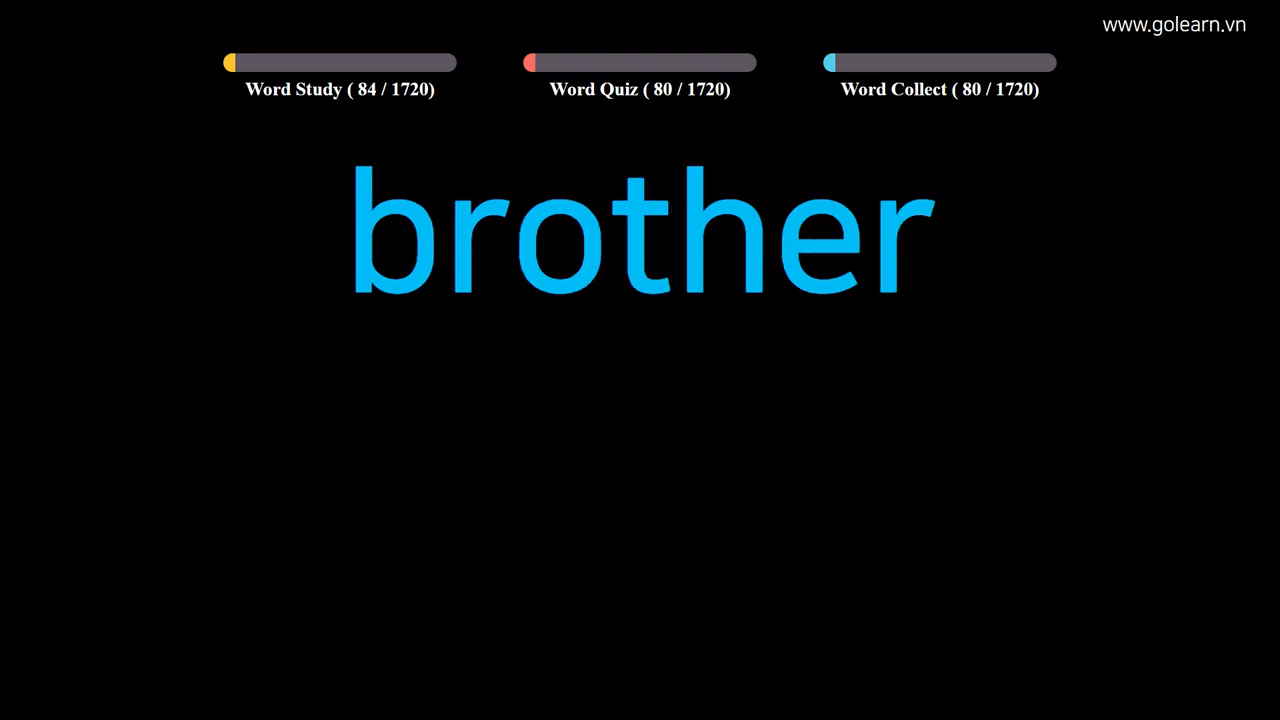 www.golearn.vn
Word Study ( 84 / 1720)
Word Quiz ( 80 / 1720)
Word Collect ( 80 / 1720)
brother